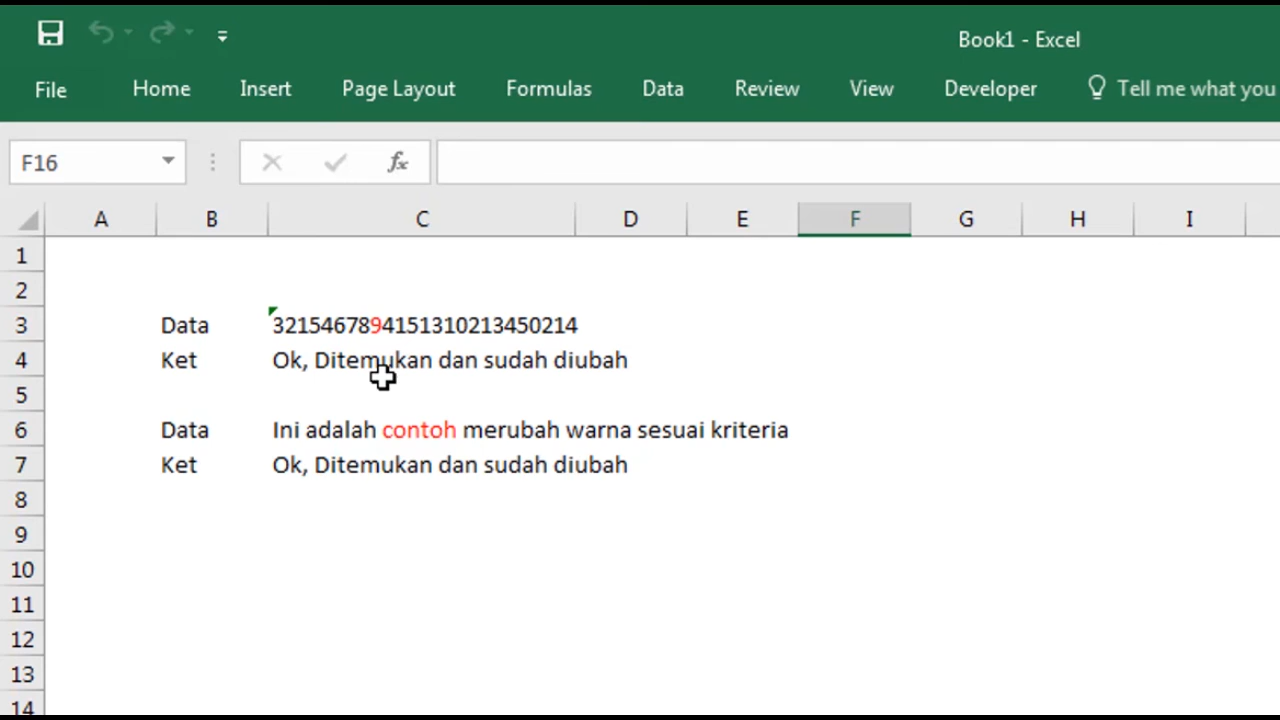 Book1 - Excel
File Home Insert Page Layout Formulas Data Review View Developer Tell me what you
F16 fx
A B C D E F G H I
1
2
3 Data 3215467894151310213450214
4 Ket Ok, Ditemukan dan sudah diubah
5
6 Data Ini adalah contoh merubah warna sesuai kriteria
7 Ket Ok, Ditemukan dan sudah diubah
8
9
10
11
12
13
14